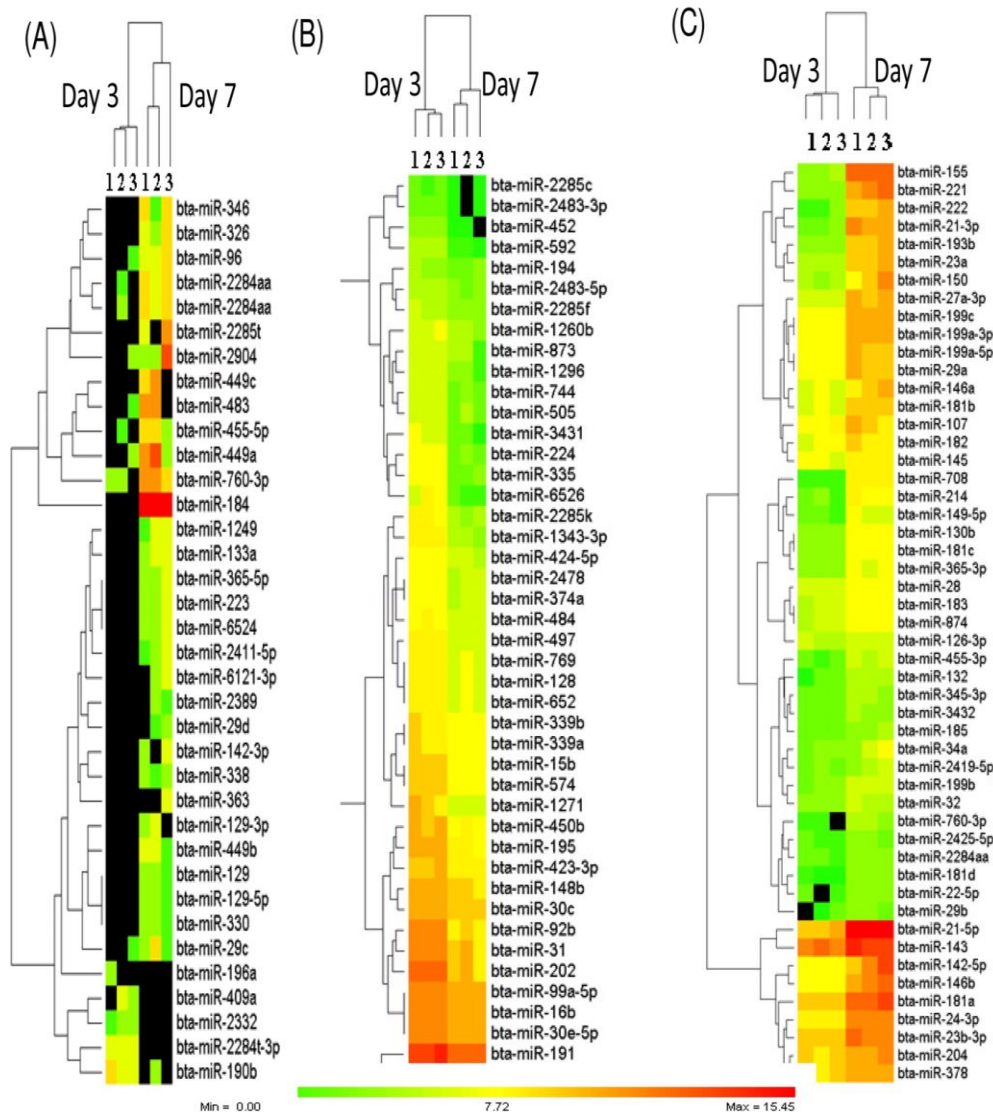 (A)
Day 3
Day 7
1 2 3 1 2 3
bta-miR-346
bta-miR-326
bta-miR-96
bta-miR-2284aa
bta-miR-2284aa
bta-miR-2285t
bta-miR-2904
bta-miR-449c
bta-miR-483
bta-miR-455-5p
bta-miR-449a
bta-miR-760-3p
bta-miR-184
bta-miR-1249
bta-miR-133a
bta-miR-365-5p
bta-miR-223
bta-miR-6524
bta-miR-2411-5p
bta-miR-6121-3p
bta-miR-2389
bta-miR-29d
bta-miR-142-3p
bta-miR-338
bta-miR-363
bta-miR-129-3p
bta-miR-449b
bta-miR-129
bta-miR-129-5p
bta-miR-330
bta-miR-29c
bta-miR-196a
bta-miR-409a
bta-miR-2332
bta-miR-2284t-3p
bta-miR-190b
(B)
Day 3
Day 7
1 2 3 1 2 3
bta-miR-2285c
bta-miR-2483-3p
bta-miR-452
bta-miR-592
bta-miR-194
bta-miR-2483-5p
bta-miR-2285f
bta-miR-1260b
bta-miR-873
bta-miR-1296
bta-miR-744
bta-miR-505
bta-miR-3431
bta-miR-224
bta-miR-335
bta-miR-6526
bta-miR-2285k
bta-miR-1343-3p
bta-miR-424-5p
bta-miR-2478
bta-miR-374a
bta-miR-484
bta-miR-497
bta-miR-769
bta-miR-128
bta-miR-652
bta-miR-339b
bta-miR-339a
bta-miR-15b
bta-miR-574
bta-miR-1271
bta-miR-450b
bta-miR-195
bta-miR-423-3p
bta-miR-148b
bta-miR-30c
bta-miR-92b
bta-miR-31
bta-miR-202
bta-miR-99a-5p
bta-miR-16b
bta-miR-30e-5p
bta-miR-191
(C)
Day 3
Day 7
1 2 3 1 2 3
bta-miR-155
bta-miR-221
bta-miR-222
bta-miR-21-3p
bta-miR-193b
bta-miR-23a
bta-miR-150
bta-miR-27a-3p
bta-miR-199c
bta-miR-199a-3p
bta-miR-199a-5p
bta-miR-29a
bta-miR-146a
bta-miR-181b
bta-miR-107
bta-miR-182
bta-miR-145
bta-miR-708
bta-miR-214
bta-miR-149-5p
bta-miR-130b
bta-miR-181c
bta-miR-365-3p
bta-miR-28
bta-miR-183
bta-miR-874
bta-miR-126-3p
bta-miR-455-3p
bta-miR-132
bta-miR-345-3p
bta-miR-3432
bta-miR-185
bta-miR-34a
bta-miR-2419-5p
bta-miR-199b
bta-miR-32
bta-miR-760-3p
bta-miR-2425-5p
bta-miR-2284aa
bta-miR-181d
bta-miR-22-5p
bta-miR-29b
bta-miR-21-5p
bta-miR-143
bta-miR-142-5p
bta-miR-146b
bta-miR-181a
bta-miR-24-3p
bta-miR-23b-3p
bta-miR-204
bta-miR-378
Min = 0.00
7.72
Max = 15.45